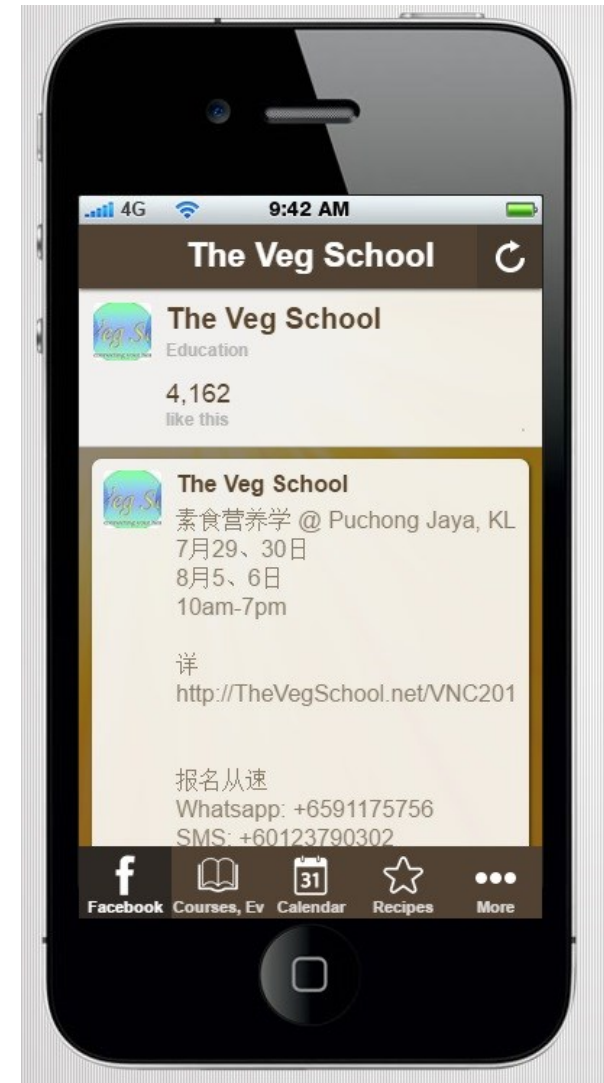 4G 9:42 AM
The Veg School
The Veg School
Education
4,162
like this
The Veg School
素食营养学 @ Puchong Jaya, KL
7月29、30日
8月5、6日
10am-7pm
详
http://TheVegSchool.net/VNC201
报名从速
Whatsapp: +6591175756
SMS: +60123790302
31
Facebook Courses, Ev Calendar Recipes More